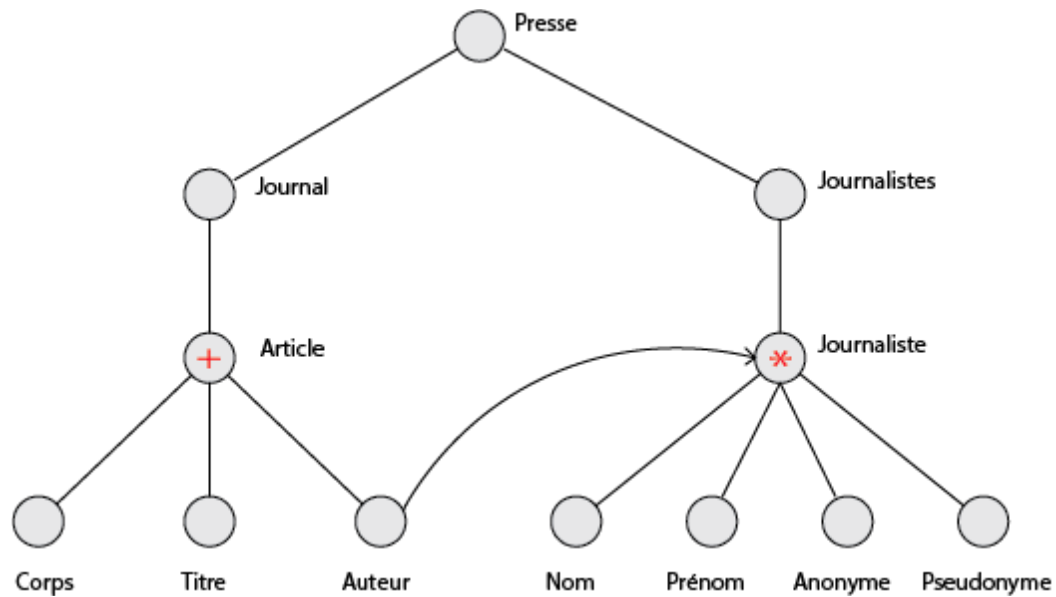 Presse
Journal
Journalistes
+
Article
*
Journaliste
Corps
Titre
Auteur
Nom
Prénom
Anonyme
Pseudonyme